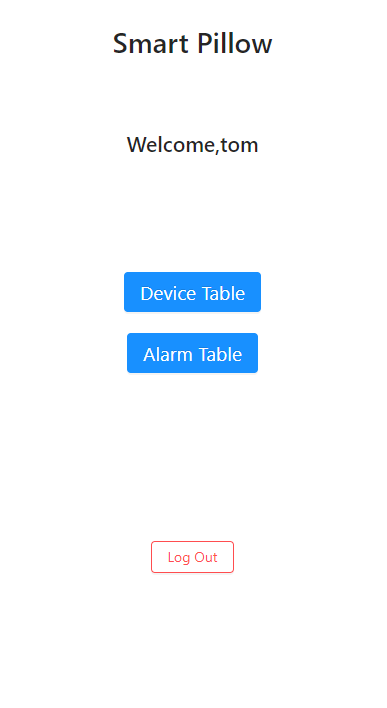 Smart Pillow
Welcome,tom
Device Table
Alarm Table
Log Out